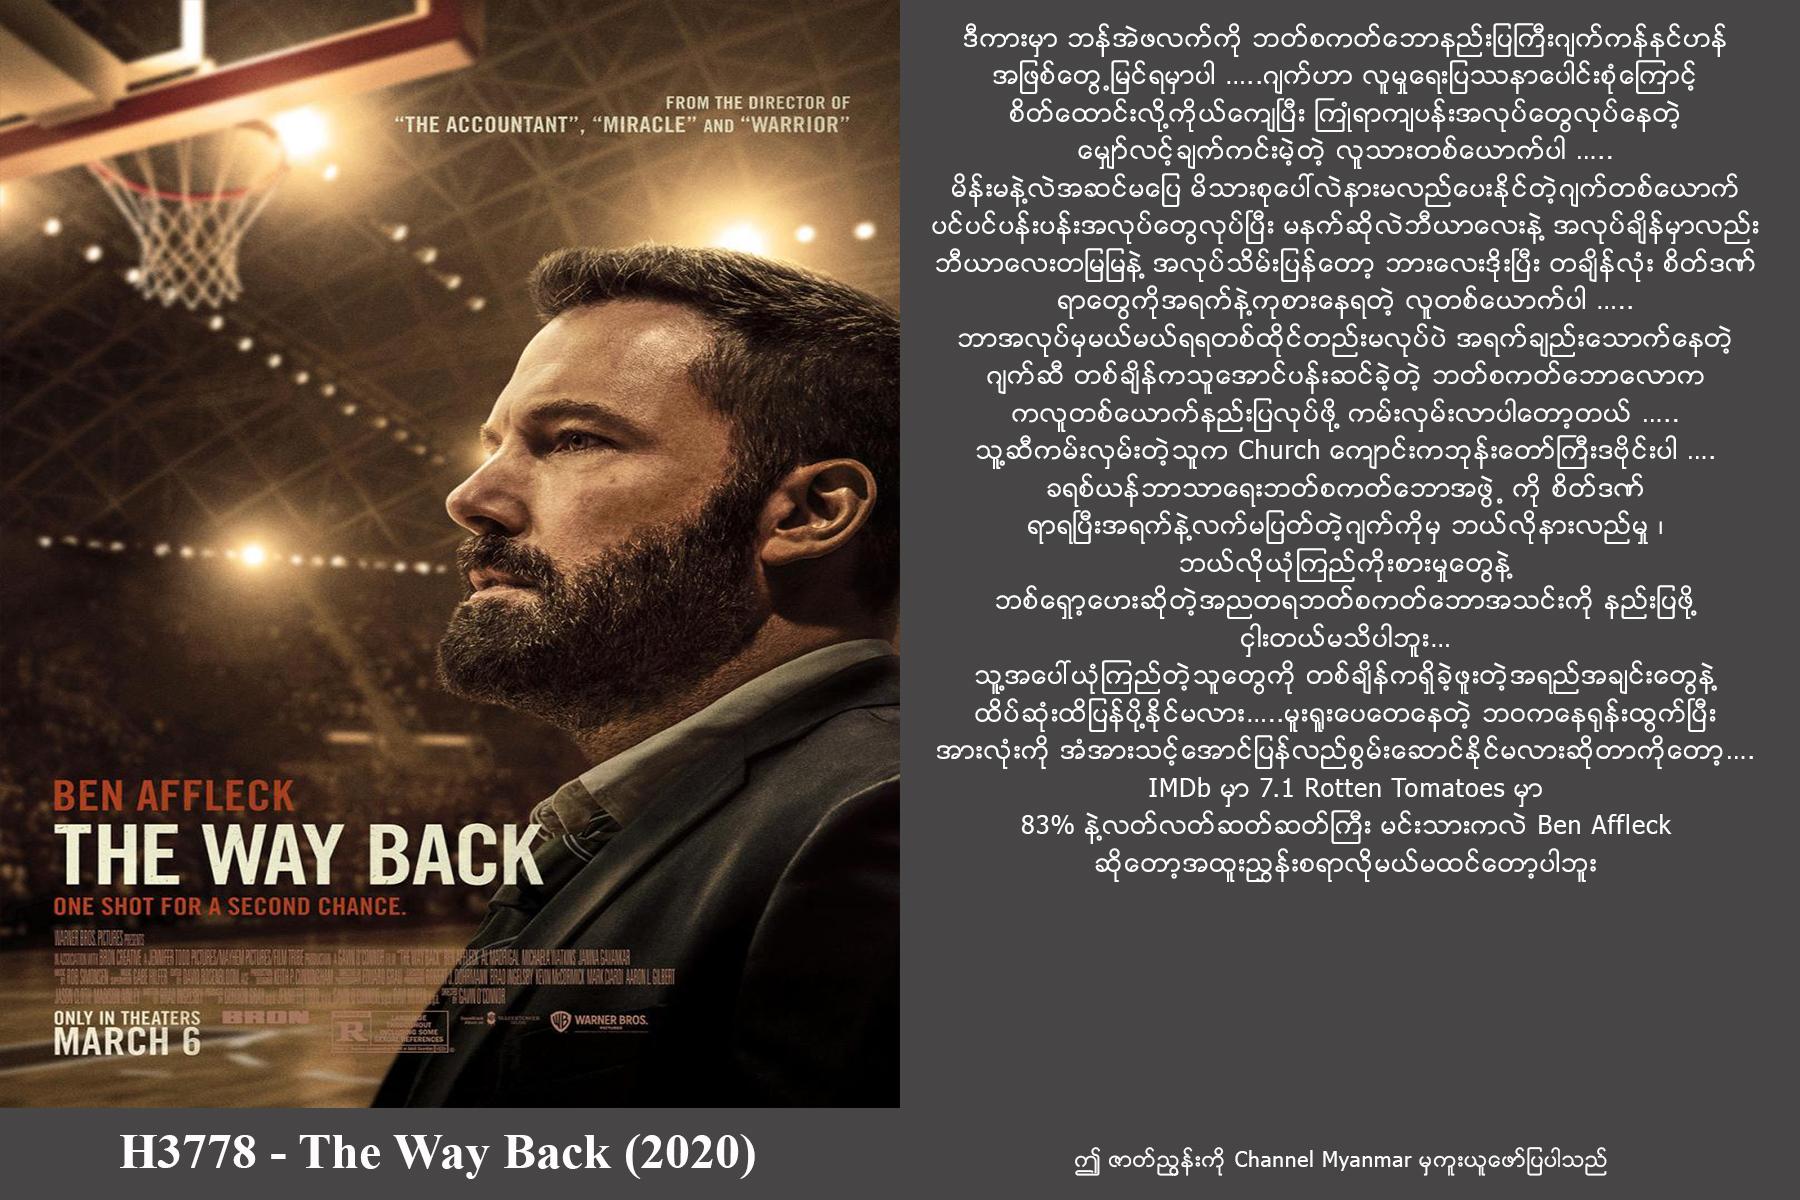 FROM THE DIRECTOR OF
“THE ACCOUNTANT”, “MIRACLE” AND “WARRIOR”
BEN AFFLECK
THE WAY BACK
ONE SHOT FOR A SECOND CHANCE.
WARNER BROS. PICTURES PRESENTS
ONLY IN THEATERS
MARCH 6
BRON
R
LANGUAGE THROUGHOUT INCLUDING SOME SEXUAL REFERENCES
WARNER BROS.
PICTURES
H3778 - The Way Back (2020)
ဒီကားမှာ ဘန်အဲဖလက်ကို ဘတ်စကတ်ဘောနည်းပြကြီးဂျက်ကန်နင်ဟန်
အဖြစ်တွေ့မြင်ရမှာပါ .....ဂျက်ဟာ လူမှုရေးပြဿနာပေါင်းစုံကြောင့်
စိတ်ထောင်းလို့ကိုယ်ကျေပြီး ကြုံရာကျပန်းအလုပ်တွေလုပ်နေတဲ့
မျှော်လင့်ချက်ကင်းမဲ့တဲ့ လူသားတစ်ယောက်ပါ .....
မိန်းမနဲ့လဲအဆင်မပြေ မိသားစုပေါ်လဲနားမလည်ပေးနိုင်တဲ့ဂျက်တစ်ယောက်
ပင်ပင်ပန်းပန်းအလုပ်တွေလုပ်ပြီး မနက်ဆိုလဲဘီယာလေးနဲ့ အလုပ်ချိန်မှာလည်း
ဘီယာလေးတမြမြနဲ့ အလုပ်သိမ်းပြန်တော့ ဘားလေးဒိုးပြီး တချိန်လုံး စိတ်ဒဏ်
ရာတွေကိုအရက်နဲ့ကုစားနေရတဲ့ လူတစ်ယောက်ပါ .....
ဘာအလုပ်မှမယ်မယ်ရရတစ်ထိုင်တည်းမလုပ်ပဲ အရက်ချည်းသောက်နေတဲ့
ဂျက်ဆီ တစ်ချိန်ကသူအောင်ပန်းဆင်ခဲ့တဲ့ ဘတ်စကတ်ဘောလောက
ကလူတစ်ယောက်နည်းပြလုပ်ဖို့ ကမ်းလှမ်းလာပါတော့တယ် .....
သူ့ဆီကမ်းလှမ်းတဲ့သူက Church ကျောင်းကဘုန်းတော်ကြီးဒဗိုင်းပါ ....
ခရစ်ယန်ဘာသာရေးဘတ်စကတ်ဘောအဖွဲ့ ကို စိတ်ဒဏ်
ရာရပြီးအရက်နဲ့လက်မပြတ်တဲ့ဂျက်ကိုမှ ဘယ်လိုနားလည်မှု ၊
ဘယ်လိုယုံကြည်ကိုးစားမှုတွေနဲ့
ဘစ်ရှော့ဟေးဆိုတဲ့အညတရဘတ်စကတ်ဘောအသင်းကို နည်းပြဖို့
ငှါးတယ်မသိပါဘူး...
သူ့အပေါ်ယုံကြည်တဲ့သူတွေကို တစ်ချိန်ကရှိခဲ့ဖူးတဲ့အရည်အချင်းတွေနဲ့
ထိပ်ဆုံးထိပြန်ပို့နိုင်မလား.....မူးရူးပေတေနေတဲ့ ဘဝကနေရုန်းထွက်ပြီး
အားလုံးကို အံအားသင့်အောင်ပြန်လည်စွမ်းဆောင်နိုင်မလားဆိုတာကိုတော့....
IMDb မှာ 7.1 Rotten Tomatoes မှာ
83% နဲ့လတ်လတ်ဆတ်ဆတ်ကြီး မင်းသားကလဲ Ben Affleck
ဆိုတော့အထူးညွှန်းစရာလိုမယ်မထင်တော့ပါဘူး
ဤ ဇာတ်ညွှန်းကို Channel Myanmar မှကူးယူဖော်ပြပါသည်